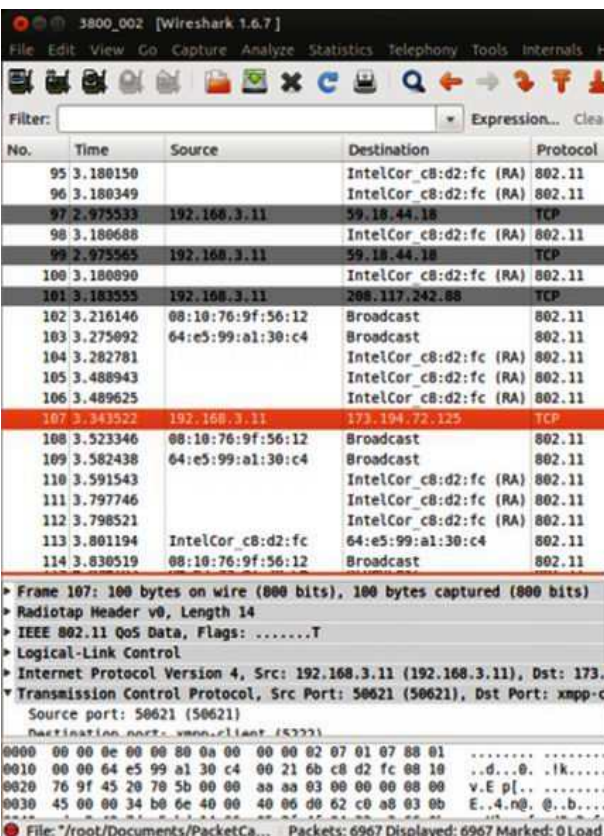 3800_002 [Wireshark 1.6.7 ]
File Edit View Go Capture Analyze Statistics Telephony Tools Internals H
Filter: Expression... Clea
No. Time Source Destination Protocol
95 3.180150 IntelCor_c8:d2:fc (RA) 802.11
96 3.180349 IntelCor_c8:d2:fc (RA) 802.11
97 2.975533 192.168.3.11 59.18.44.18 TCP
98 3.180688 IntelCor_c8:d2:fc (RA) 802.11
99 2.975565 192.168.3.11 59.18.44.18 TCP
100 3.180890 IntelCor_c8:d2:fc (RA) 802.11
101 3.183555 192.168.3.11 208.117.242.88 TCP
102 3.216146 08:10:76:9f:56:12 Broadcast 802.11
103 3.275092 64:e5:99:a1:30:c4 Broadcast 802.11
104 3.282781 IntelCor_c8:d2:fc (RA) 802.11
105 3.488943 IntelCor_c8:d2:fc (RA) 802.11
106 3.489625 IntelCor_c8:d2:fc (RA) 802.11
107 3.343522 192.168.3.11 173.194.72.125 TCP
108 3.523346 08:10:76:9f:56:12 Broadcast 802.11
109 3.582438 64:e5:99:a1:30:c4 Broadcast 802.11
110 3.591543 IntelCor_c8:d2:fc (RA) 802.11
111 3.797746 IntelCor_c8:d2:fc (RA) 802.11
112 3.798521 IntelCor_c8:d2:fc (RA) 802.11
113 3.801194 IntelCor_c8:d2:fc 64:e5:99:a1:30:c4 802.11
114 3.830519 08:10:76:9f:56:12 Broadcast 802.11
Frame 107: 100 bytes on wire (800 bits), 100 bytes captured (800 bits)
Radiotap Header v0, Length 14
IEEE 802.11 QoS Data, Flags: .......T
Logical-Link Control
Internet Protocol Version 4, Src: 192.168.3.11 (192.168.3.11), Dst: 173.
Transmission Control Protocol, Src Port: 50621 (50621), Dst Port: xmpp-c
Source port: 50621 (50621)
Destination port: xmpp-client (5222)
0000 00 00 0e 00 00 80 0a 00 00 00 02 07 01 07 88 01 ........ ........
0010 00 00 64 e5 99 a1 30 c4 00 21 6b c8 d2 fc 08 10 ..d...0. .!k.....
0020 76 9f 45 20 70 5b 00 00 aa aa 03 00 00 00 08 00 v.E p[.. ........
0030 45 00 00 34 b0 6e 40 00 40 06 d0 62 c0 a8 03 0b E..4.n@. @..b....
File: "/root/Documents/PacketCa... Packets: 6967 Displayed: 6967 Marked: 0 Load